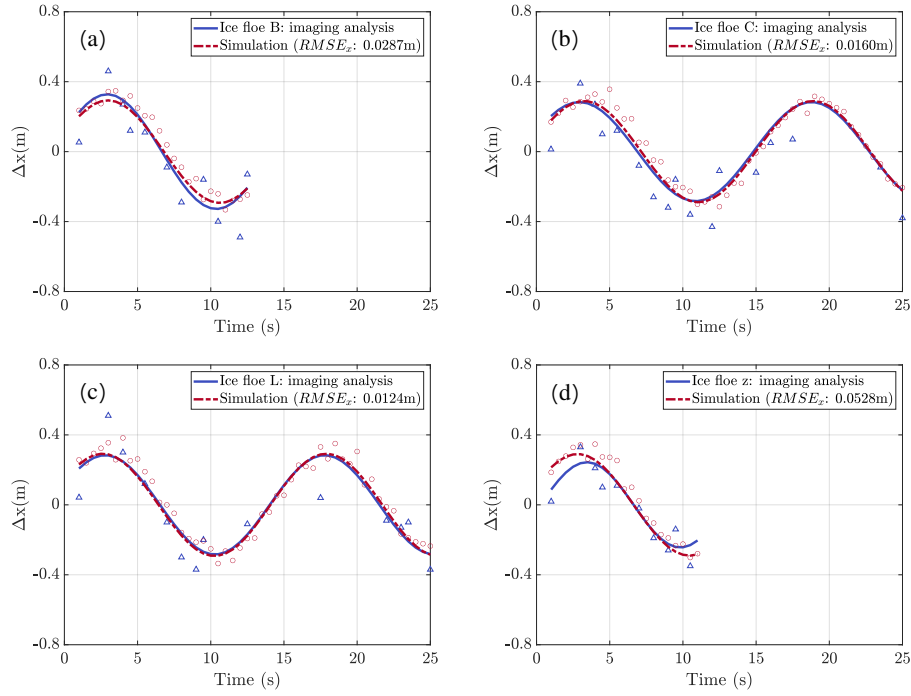 (a)
Ice floe B: imaging analysis
Simulation (RMSEₓ: 0.0287m)
0.8
0.4
0
-0.4
-0.8
Δx(m)
0 5 10 15 20 25
Time (s)
(b)
Ice floe C: imaging analysis
Simulation (RMSEₓ: 0.0160m)
0.8
0.4
0
-0.4
-0.8
Δx(m)
0 5 10 15 20 25
Time (s)
(c)
Ice floe L: imaging analysis
Simulation (RMSEₓ: 0.0124m)
0.8
0.4
0
-0.4
-0.8
Δx(m)
0 5 10 15 20 25
Time (s)
(d)
Ice floe z: imaging analysis
Simulation (RMSEₓ: 0.0528m)
0.8
0.4
0
-0.4
-0.8
Δx(m)
0 5 10 15 20 25
Time (s)